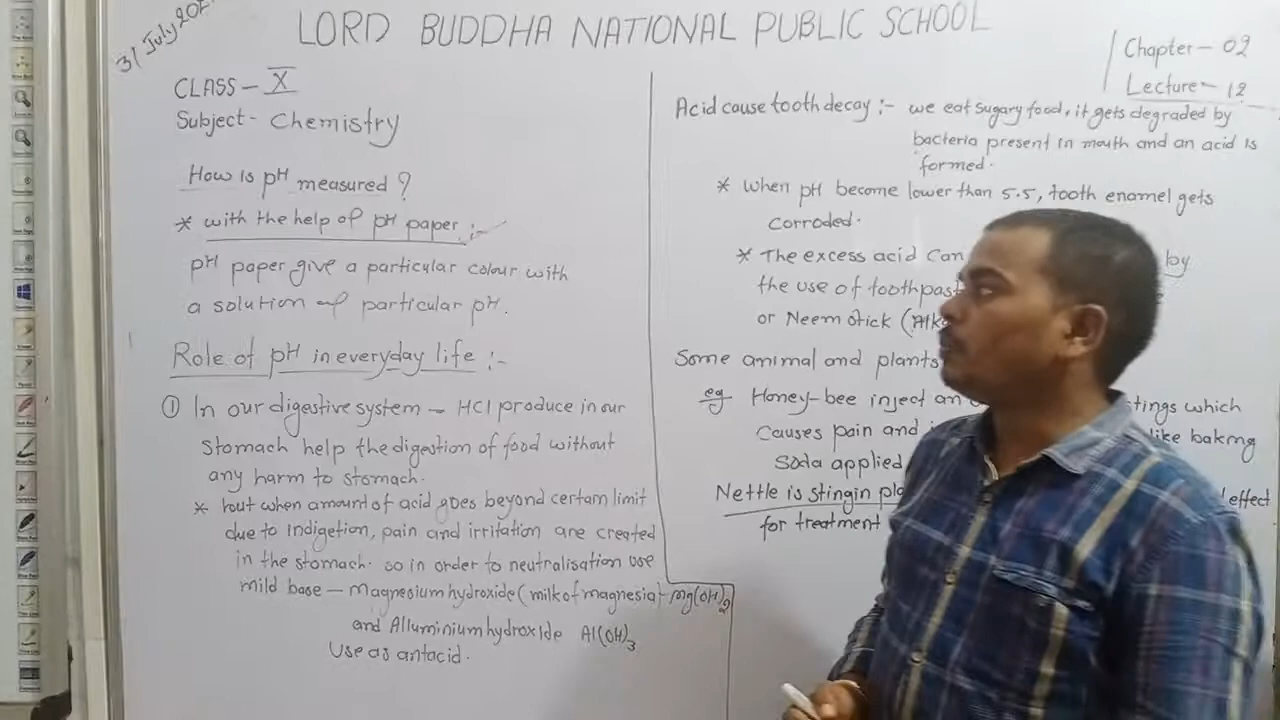 31 July
LORD BUDDHA NATIONAL PUBLIC SCHOOL
Chapter - 02
Lecture - 12
CLASS - X
Subject - Chemistry
How is pH measured ?
* with the help of pH paper :-
pH paper give a particular colour with
a solution of particular pH.
Role of pH in everyday life :-
① In our digestive system - HCl produce in our
Stomach help the digestion of food without
any harm to stomach.
* but when amount of acid goes beyond certain limit
due to indigetion, pain and irritation are created
in the stomach. so in order to neutralisation use
mild base - Magnesium hydroxide (milk of magnesia) - Mg(OH)2
and Alluminium hydroxide Al(OH)3
Use as antacid.
Acid cause tooth decay :- we eat sugary food, it gets degraded by
bacteria present in mouth and an acid is
formed.
* when pH become lower than 5.5, tooth enamel gets
corroded.
* The excess acid can by
the use of toothpast
or Neem stick (Alk
Some animal and plants
eg Honey-bee inject an tings which
Causes pain and like baking
Soda applied
Nettle is stingin pla effect
for treatment